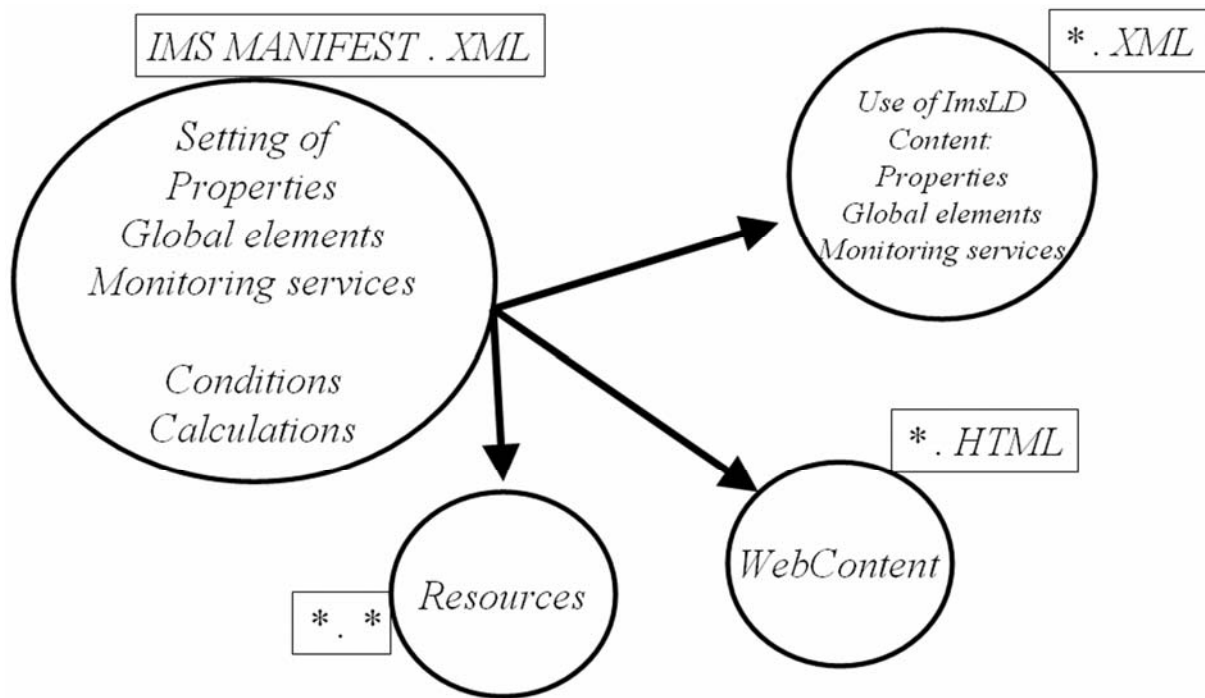 IMS MANIFEST . XML
Setting of
Properties
Global elements
Monitoring services
Conditions
Calculations
* . XML
Use of ImsLD
Content:
Properties
Global elements
Monitoring services
* . HTML
WebContent
Resources
* . *